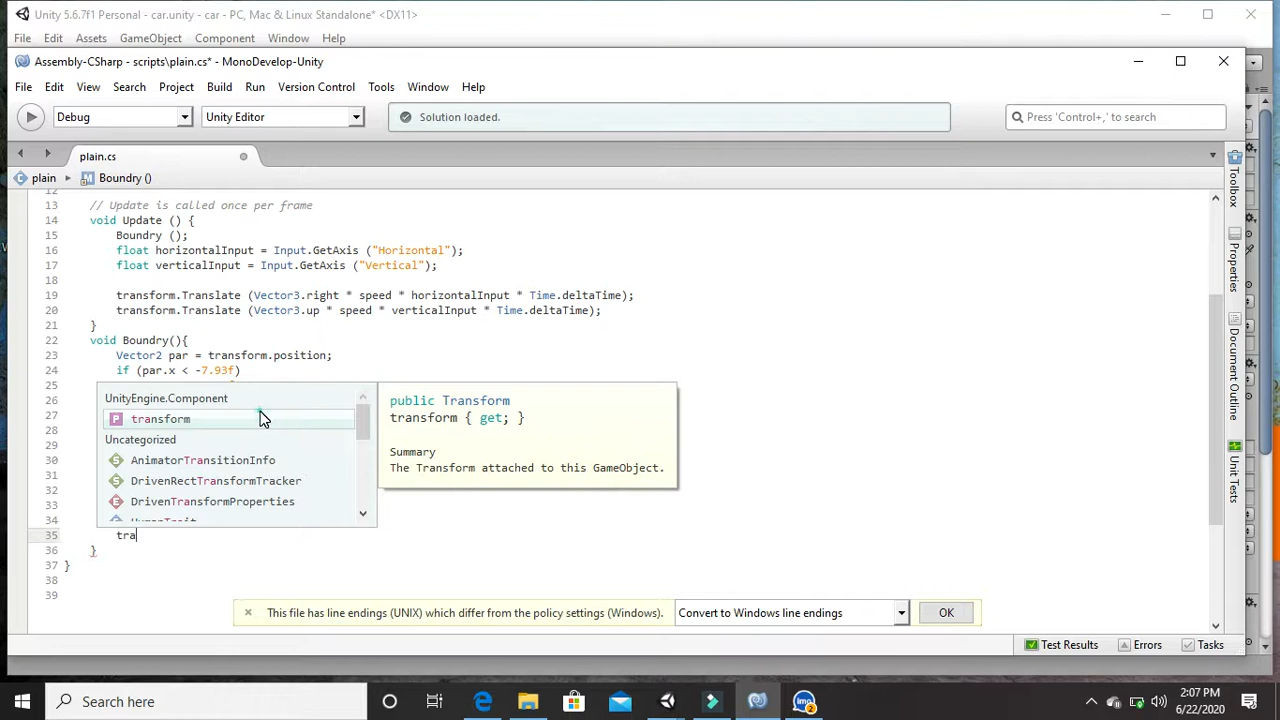 Unity 5.6.7f1 Personal - car.unity - car - PC, Mac & Linux Standalone* <DX11>
File Edit Assets GameObject Component Window Help
Assembly-CSharp - scripts\plain.cs* - MonoDevelop-Unity
File Edit View Search Project Build Run Version Control Tools Window Help
Debug Unity Editor Solution loaded. Press 'Control+,' to search
plain.cs
plain Boundry ()
12
13 // Update is called once per frame
14 void Update () {
15 Boundry ();
16 float horizontalInput = Input.GetAxis ("Horizontal");
17 float verticalInput = Input.GetAxis ("Vertical");
18
19 transform.Translate (Vector3.right * speed * horizontalInput * Time.deltaTime);
20 transform.Translate (Vector3.up * speed * verticalInput * Time.deltaTime);
21 }
22 void Boundry(){
23 Vector2 par = transform.position;
24 if (par.x < -7.93f)
25
26
27
28
29
30
31
32
33
34
35 tra
36 }
37 }
38
39
UnityEngine.Component
P transform
Uncategorized
S AnimatorTransitionInfo
S DrivenRectTransformTracker
E DrivenTransformProperties
HumanTrait
public Transform
transform { get; }
Summary
The Transform attached to this GameObject.
This file has line endings (UNIX) which differ from the policy settings (Windows). Convert to Windows line endings OK
Toolbox
Properties
Document Outline
Unit Tests
Test Results Errors Tasks
Type here to search
2:07 PM
6/22/2020